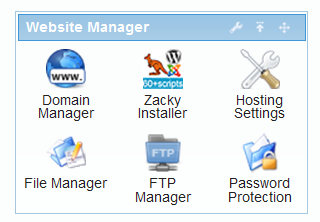 Website Manager
www.
60+scripts
Domain Manager
Zacky Installer
Hosting Settings
File Manager
FTP
FTP Manager
Password Protection